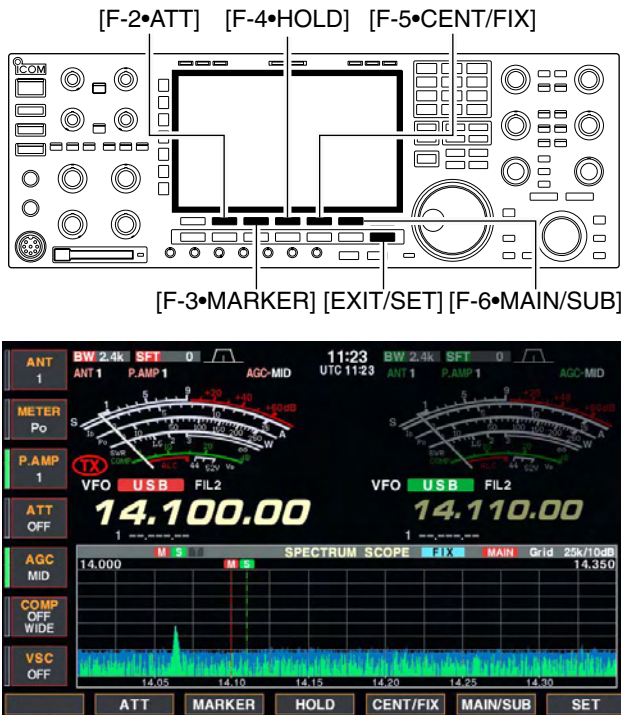 [F-2•ATT] [F-4•HOLD] [F-5•CENT/FIX]
ICOM
[F-3•MARKER] [EXIT/SET] [F-6•MAIN/SUB]
ANT
1
METER
Po
P.AMP
1
ATT
OFF
AGC
MID
COMP
OFF
WIDE
VSC
OFF
BW 2.4k SFT 0
ANT 1 P.AMP 1 AGC-MID
11:23
UTC 11:23
BW 2.4k SFT 0
ANT 1 P.AMP 1 AGC-MID
TX
VFO USB FIL2
14.100.00
1 --.---.--
VFO USB FIL2
14.110.00
1 --.---.--
M S T SPECTRUM SCOPE FIX MAIN Grid 25k/10dB
14.000 M S 14.350
14.05 14.10 14.15 14.20 14.25 14.30
ATT MARKER HOLD CENT/FIX MAIN/SUB SET